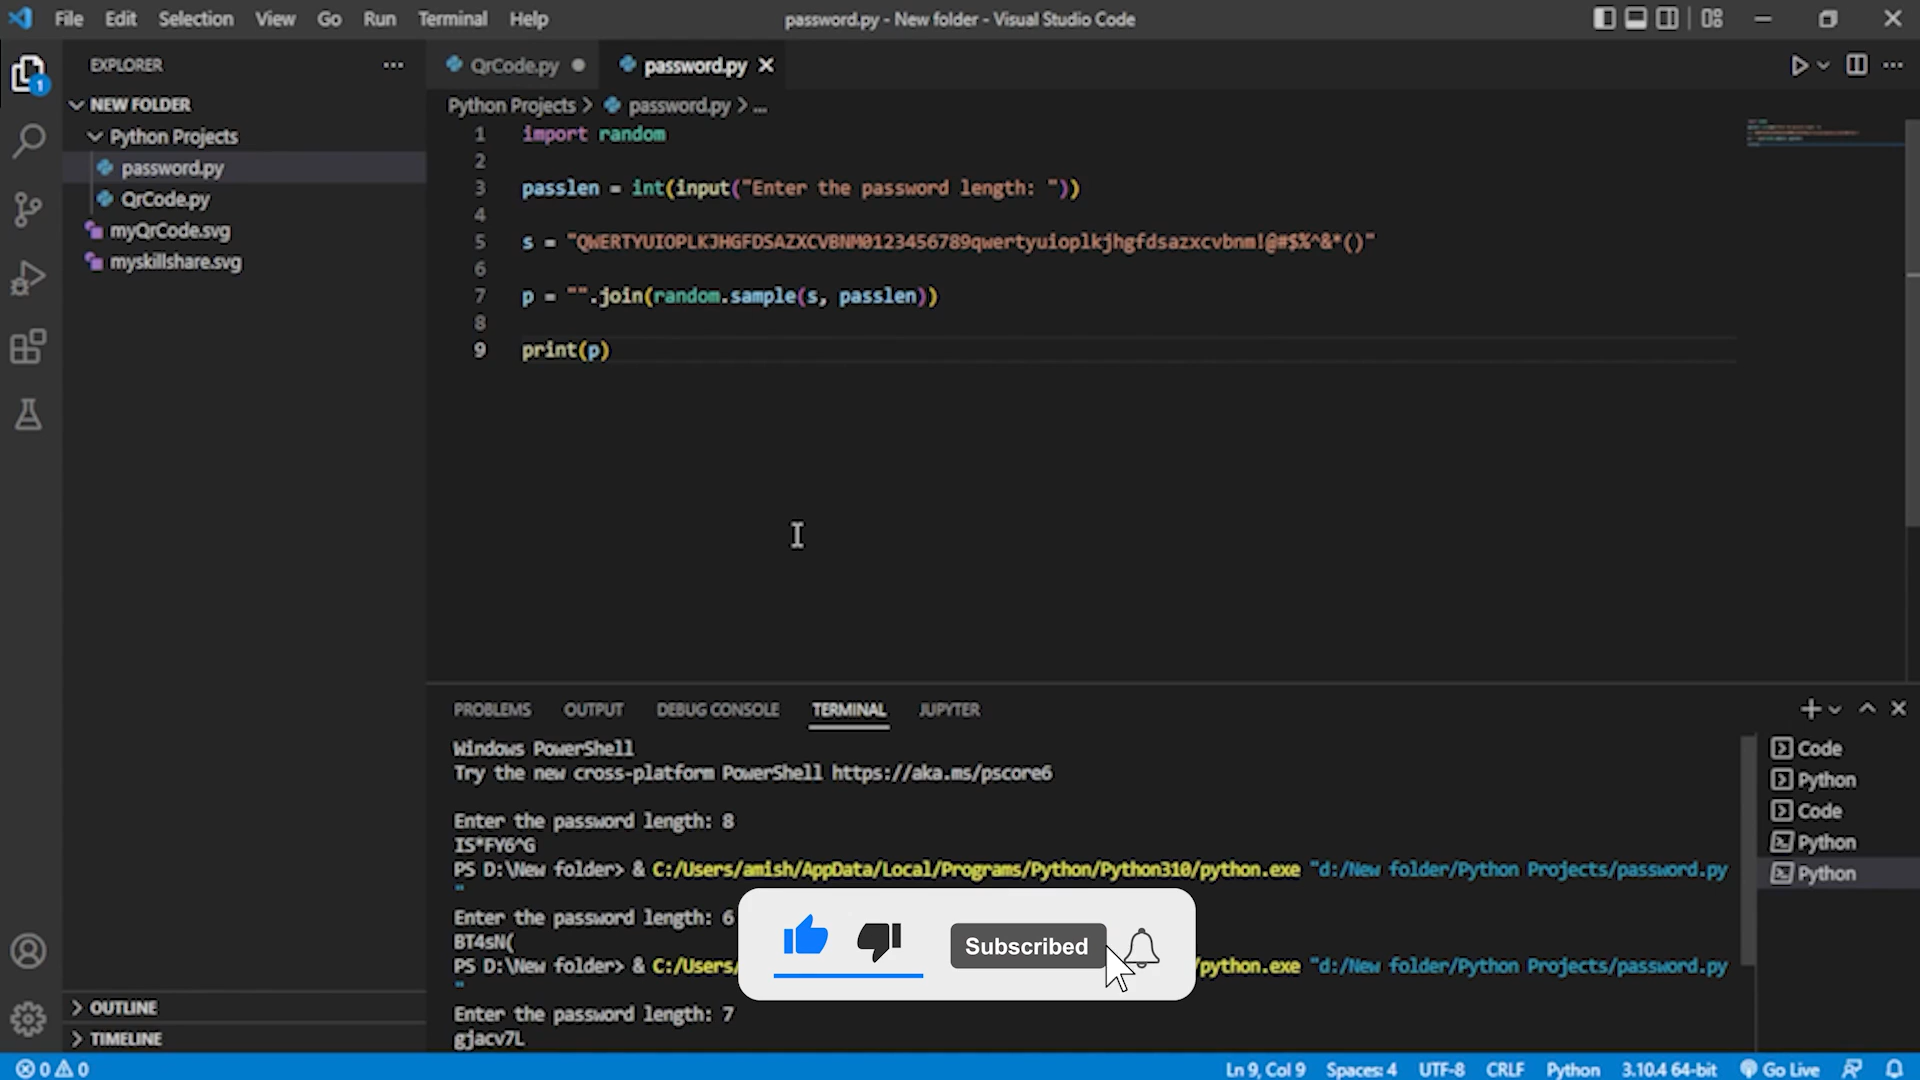 File Edit Selection View Go Run Terminal Help
password.py - New folder - Visual Studio Code
EXPLORER
1
NEW FOLDER
Python Projects
password.py
QrCode.py
myQrCode.svg
myskillshare.svg
OUTLINE
TIMELINE
QrCode.py
password.py
Python Projects > password.py > ...
1 import random
2
3 passlen = int(input("Enter the password length: "))
4
5 s = "QWERTYUIOPLKJHGFDSAZXCVBNM0123456789qwertyuioplkjhgfdsazxcvbnm!@#$%^&*()"
6
7 p = "".join(random.sample(s, passlen))
8
9 print(p)
PROBLEMS OUTPUT DEBUG CONSOLE TERMINAL JUPYTER
Windows PowerShell
Try the new cross-platform PowerShell https://aka.ms/pscore6
Enter the password length: 8
IS*FY6^G
PS D:\New folder> & C:/Users/amish/AppData/Local/Programs/Python/Python310/python.exe "d:/New folder/Python Projects/password.py
"
Enter the password length: 6
BT4sN(
PS D:\New folder> & C:/Users/ /python.exe "d:/New folder/Python Projects/password.py
"
Enter the password length: 7
gjacv7L
Code
Python
Code
Python
Python
Subscribed
0 0
Ln 9, Col 9 Spaces: 4 UTF-8 CRLF Python 3.10.4 64-bit Go Live